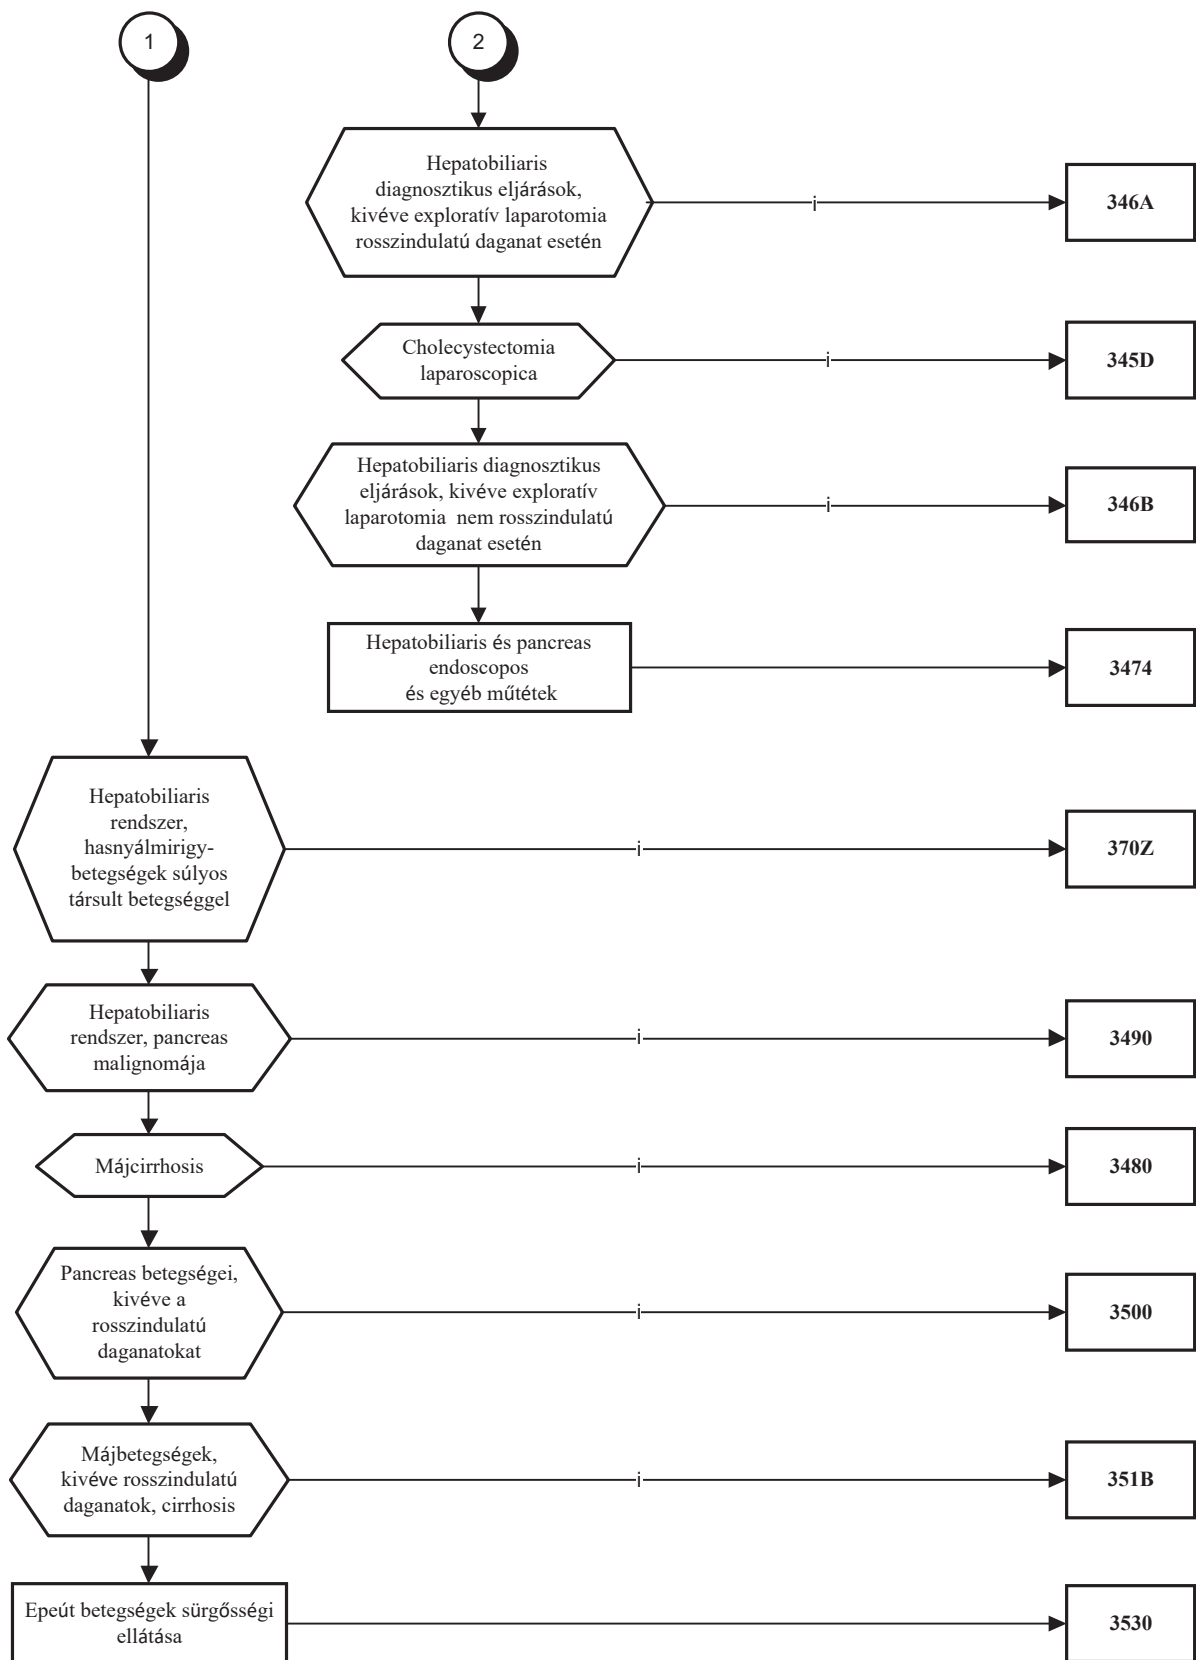 1
2
Hepatobiliaris
diagnosztikus eljárások,
kivéve exploratív laparotomia
rosszindulatú daganat esetén
i
346A
Cholecystectomia
laparoscopica
i
345D
Hepatobiliaris diagnosztikus
eljárások, kivéve exploratív
laparotomia nem rosszindulatú
daganat esetén
i
346B
Hepatobiliaris és pancreas
endoscopos
és egyéb műtétek
3474
Hepatobiliaris
rendszer,
hasnyálmirigy-
betegségek súlyos
társult betegséggel
i
370Z
Hepatobiliaris
rendszer, pancreas
malignomája
i
3490
Májcirrhosis
i
3480
Pancreas betegségei,
kivéve a
rosszindulatú
daganatokat
i
3500
Májbetegségek,
kivéve rosszindulatú
daganatok, cirrhosis
i
351B
Epeút betegségek sürgősségi
ellátása
3530